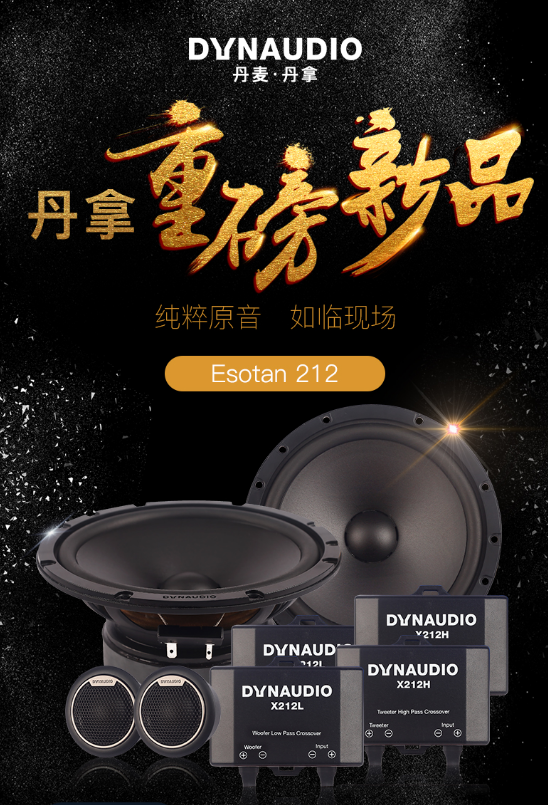 DYNAUDIO
丹麦·丹拿
丹拿重磅新品
纯粹原音 如临现场
Esotan 212
DYNAUDIO
DYNAUDIO
X212H
DYNAUDIO
X212L
DYNAUDIO
X212H
Tweeter High Pass Crossover
Tweeter Input
DYNAUDIO
X212L
Woofer Low Pass Crossover
Woofer Input